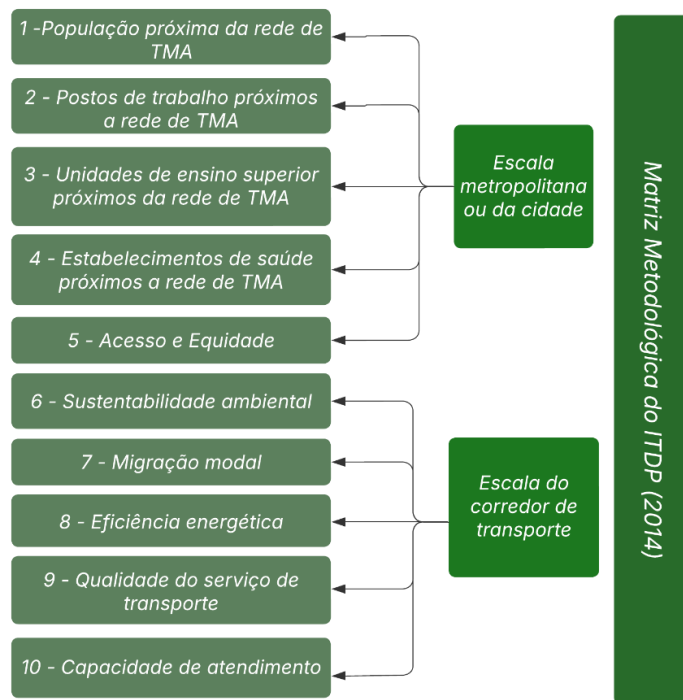 1 -População próxima da rede de
TMA
2 - Postos de trabalho próximos
a rede de TMA
3 - Unidades de ensino superior
próximos da rede de TMA
4 - Estabelecimentos de saúde
próximos a rede de TMA
5 - Acesso e Equidade
6 - Sustentabilidade ambiental
7 - Migração modal
8 - Eficiência energética
9 - Qualidade do serviço de
transporte
10 - Capacidade de atendimento
Escala
metropolitana
ou da cidade
Escala do
corredor de
transporte
Matriz Metodológica do ITDP (2014)